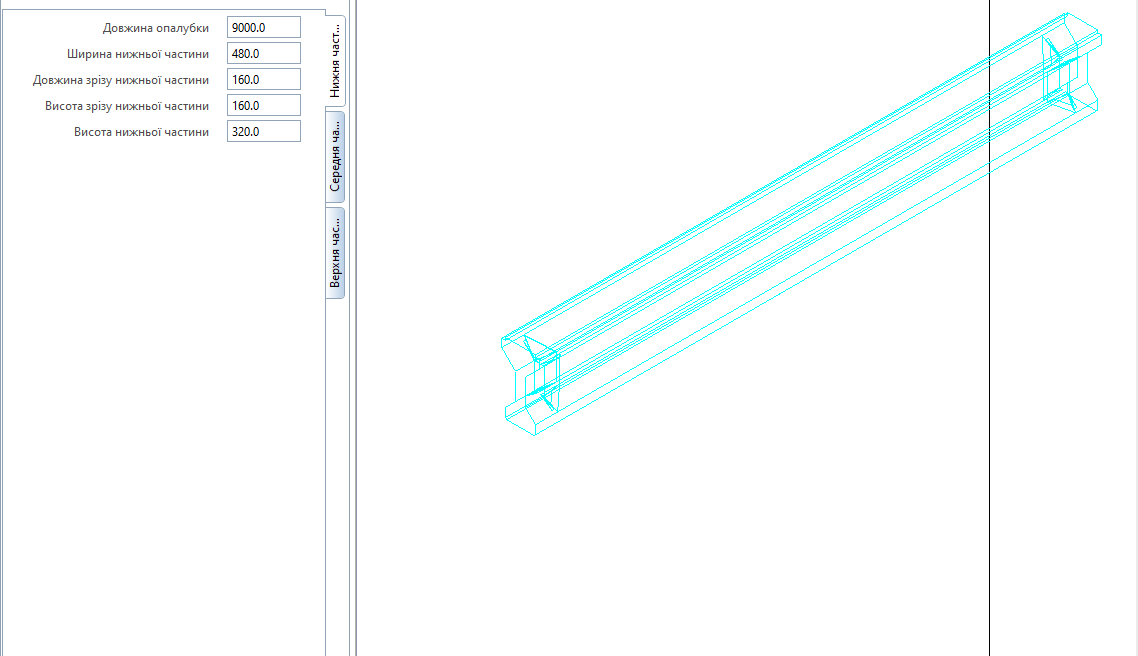 Довжина опалубки 9000.0
Ширина нижньої частини 480.0
Довжина зрізу нижньої частини 160.0
Висота зрізу нижньої частини 160.0
Висота нижньої частини 320.0
Нижня част...
Середня ча...
Верхня час...